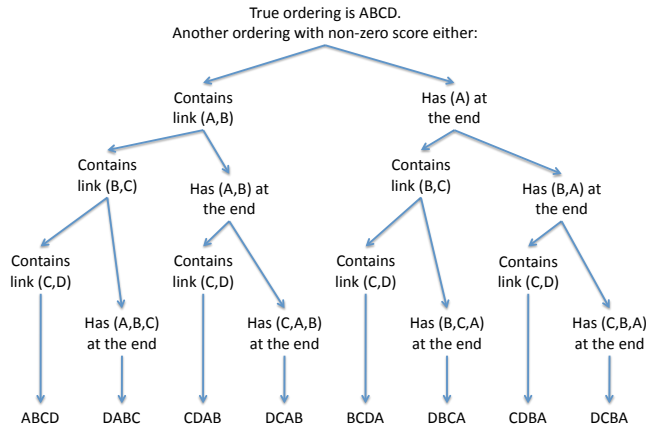 True ordering is ABCD.
Another ordering with non-zero score either:
Contains
link (A,B)
Has (A) at
the end
Contains
link (B,C)
Has (A,B) at
the end
Contains
link (B,C)
Has (B,A) at
the end
Contains
link (C,D)
Contains
link (C,D)
Contains
link (C,D)
Contains
link (C,D)
Has (A,B,C)
at the end
Has (C,A,B)
at the end
Has (B,C,A)
at the end
Has (C,B,A)
at the end
ABCD DABC CDAB DCAB BCDA DBCA CDBA DCBA